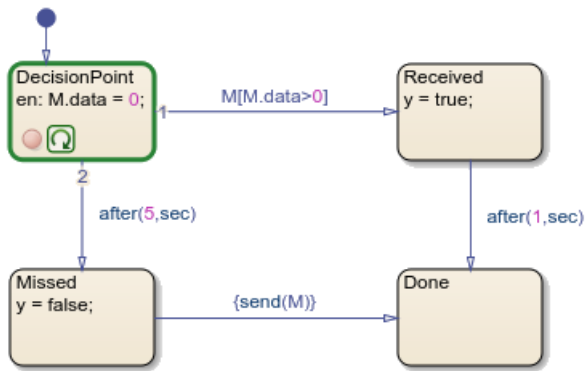 DecisionPoint
en: M.data = 0;
1
M[M.data>0]
Received
y = true;
2
after(5,sec)
after(1,sec)
Missed
y = false;
{send(M)}
Done